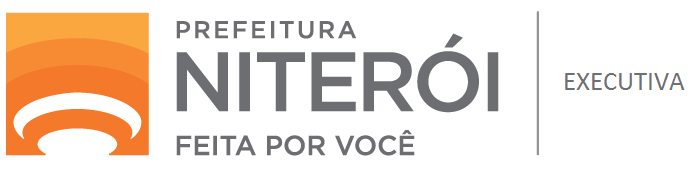 PREFEITURA
NITERÓI
FEITA POR VOCÊ
EXECUTIVA